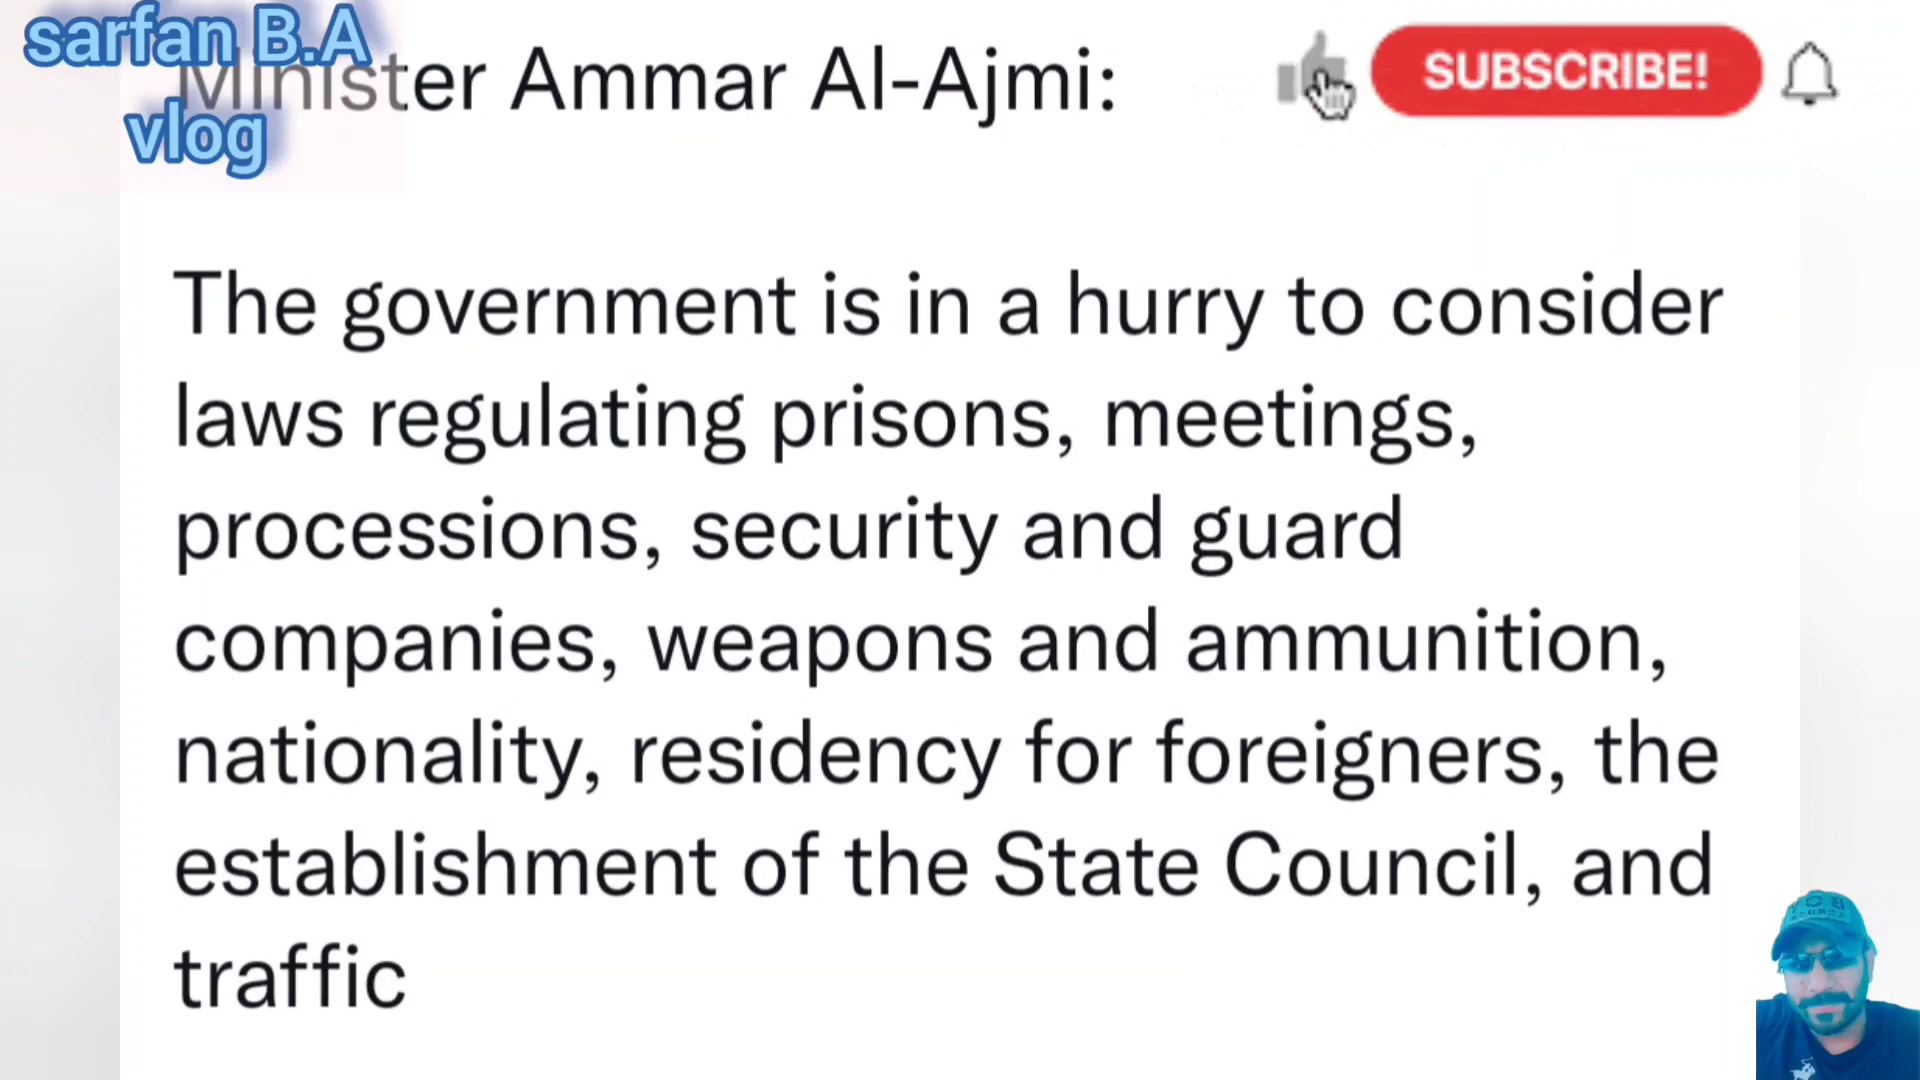 sarfan B.A
vlog
Minister Ammar Al-Ajmi:
SUBSCRIBE!
The government is in a hurry to consider
laws regulating prisons, meetings,
processions, security and guard
companies, weapons and ammunition,
nationality, residency for foreigners, the
establishment of the State Council, and
traffic